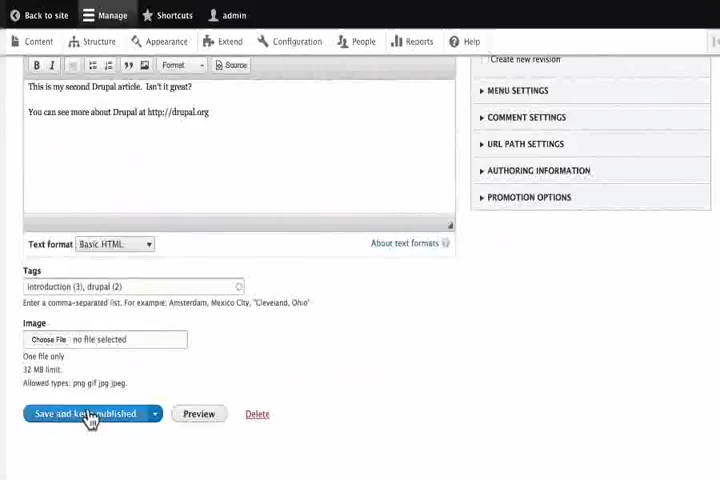 Back to site Manage Shortcuts admin
Content Structure Appearance Extend Configuration People Reports Help
B I Format Source
Create new revision
This is my second Drupal article. Isn't it great?
MENU SETTINGS
You can see more about Drupal at http://drupal.org
COMMENT SETTINGS
URL PATH SETTINGS
AUTHORING INFORMATION
PROMOTION OPTIONS
Text format Basic HTML About text formats
Tags
introduction (3), drupal (2)
Enter a comma-separated list. For example: Amsterdam, Mexico City, "Cleveland, Ohio"
Image
Choose File no file selected
One file only
32 MB limit.
Allowed types: png gif jpg jpeg.
Save and keep published Preview Delete